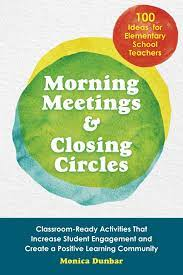 100
Ideas for
Elementary
School
Teachers
Morning
Meetings
&
Closing
Circles
Classroom-Ready Activities That
Increase Student Engagement and
Create a Positive Learning Community
Monica Dunbar